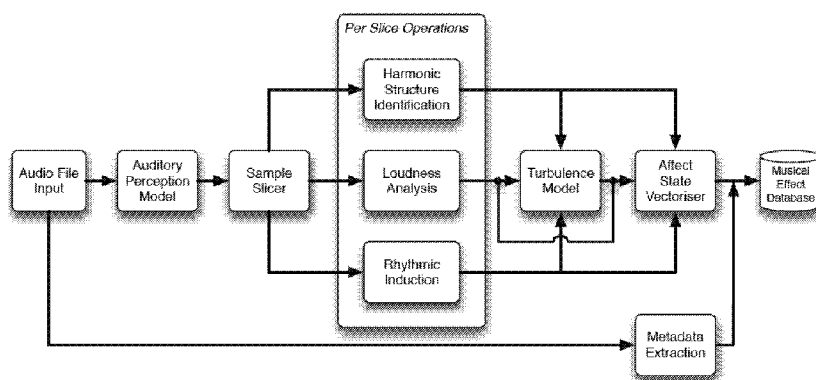 Per Slice Operations
Harmonic
Structure
Identification
Audio File
Input
Auditory
Perception
Model
Sample
Slicer
Loudness
Analysis
Turbulence
Model
Affect
State
Vectoriser
Musical
Effect
Database
Rhythmic
Induction
Metadata
Extraction